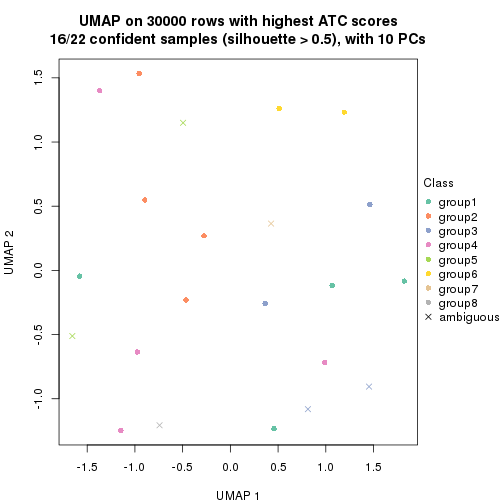 UMAP on 30000 rows with highest ATC scores
16/22 confident samples (silhouette > 0.5), with 10 PCs
1.5
1.0
0.5
0.0
-0.5
-1.0
UMAP 2
-1.5
-1.0
-0.5
0.0
0.5
1.0
1.5
UMAP 1
Class
group1
group2
group3
group4
group5
group6
group7
group8
ambiguous